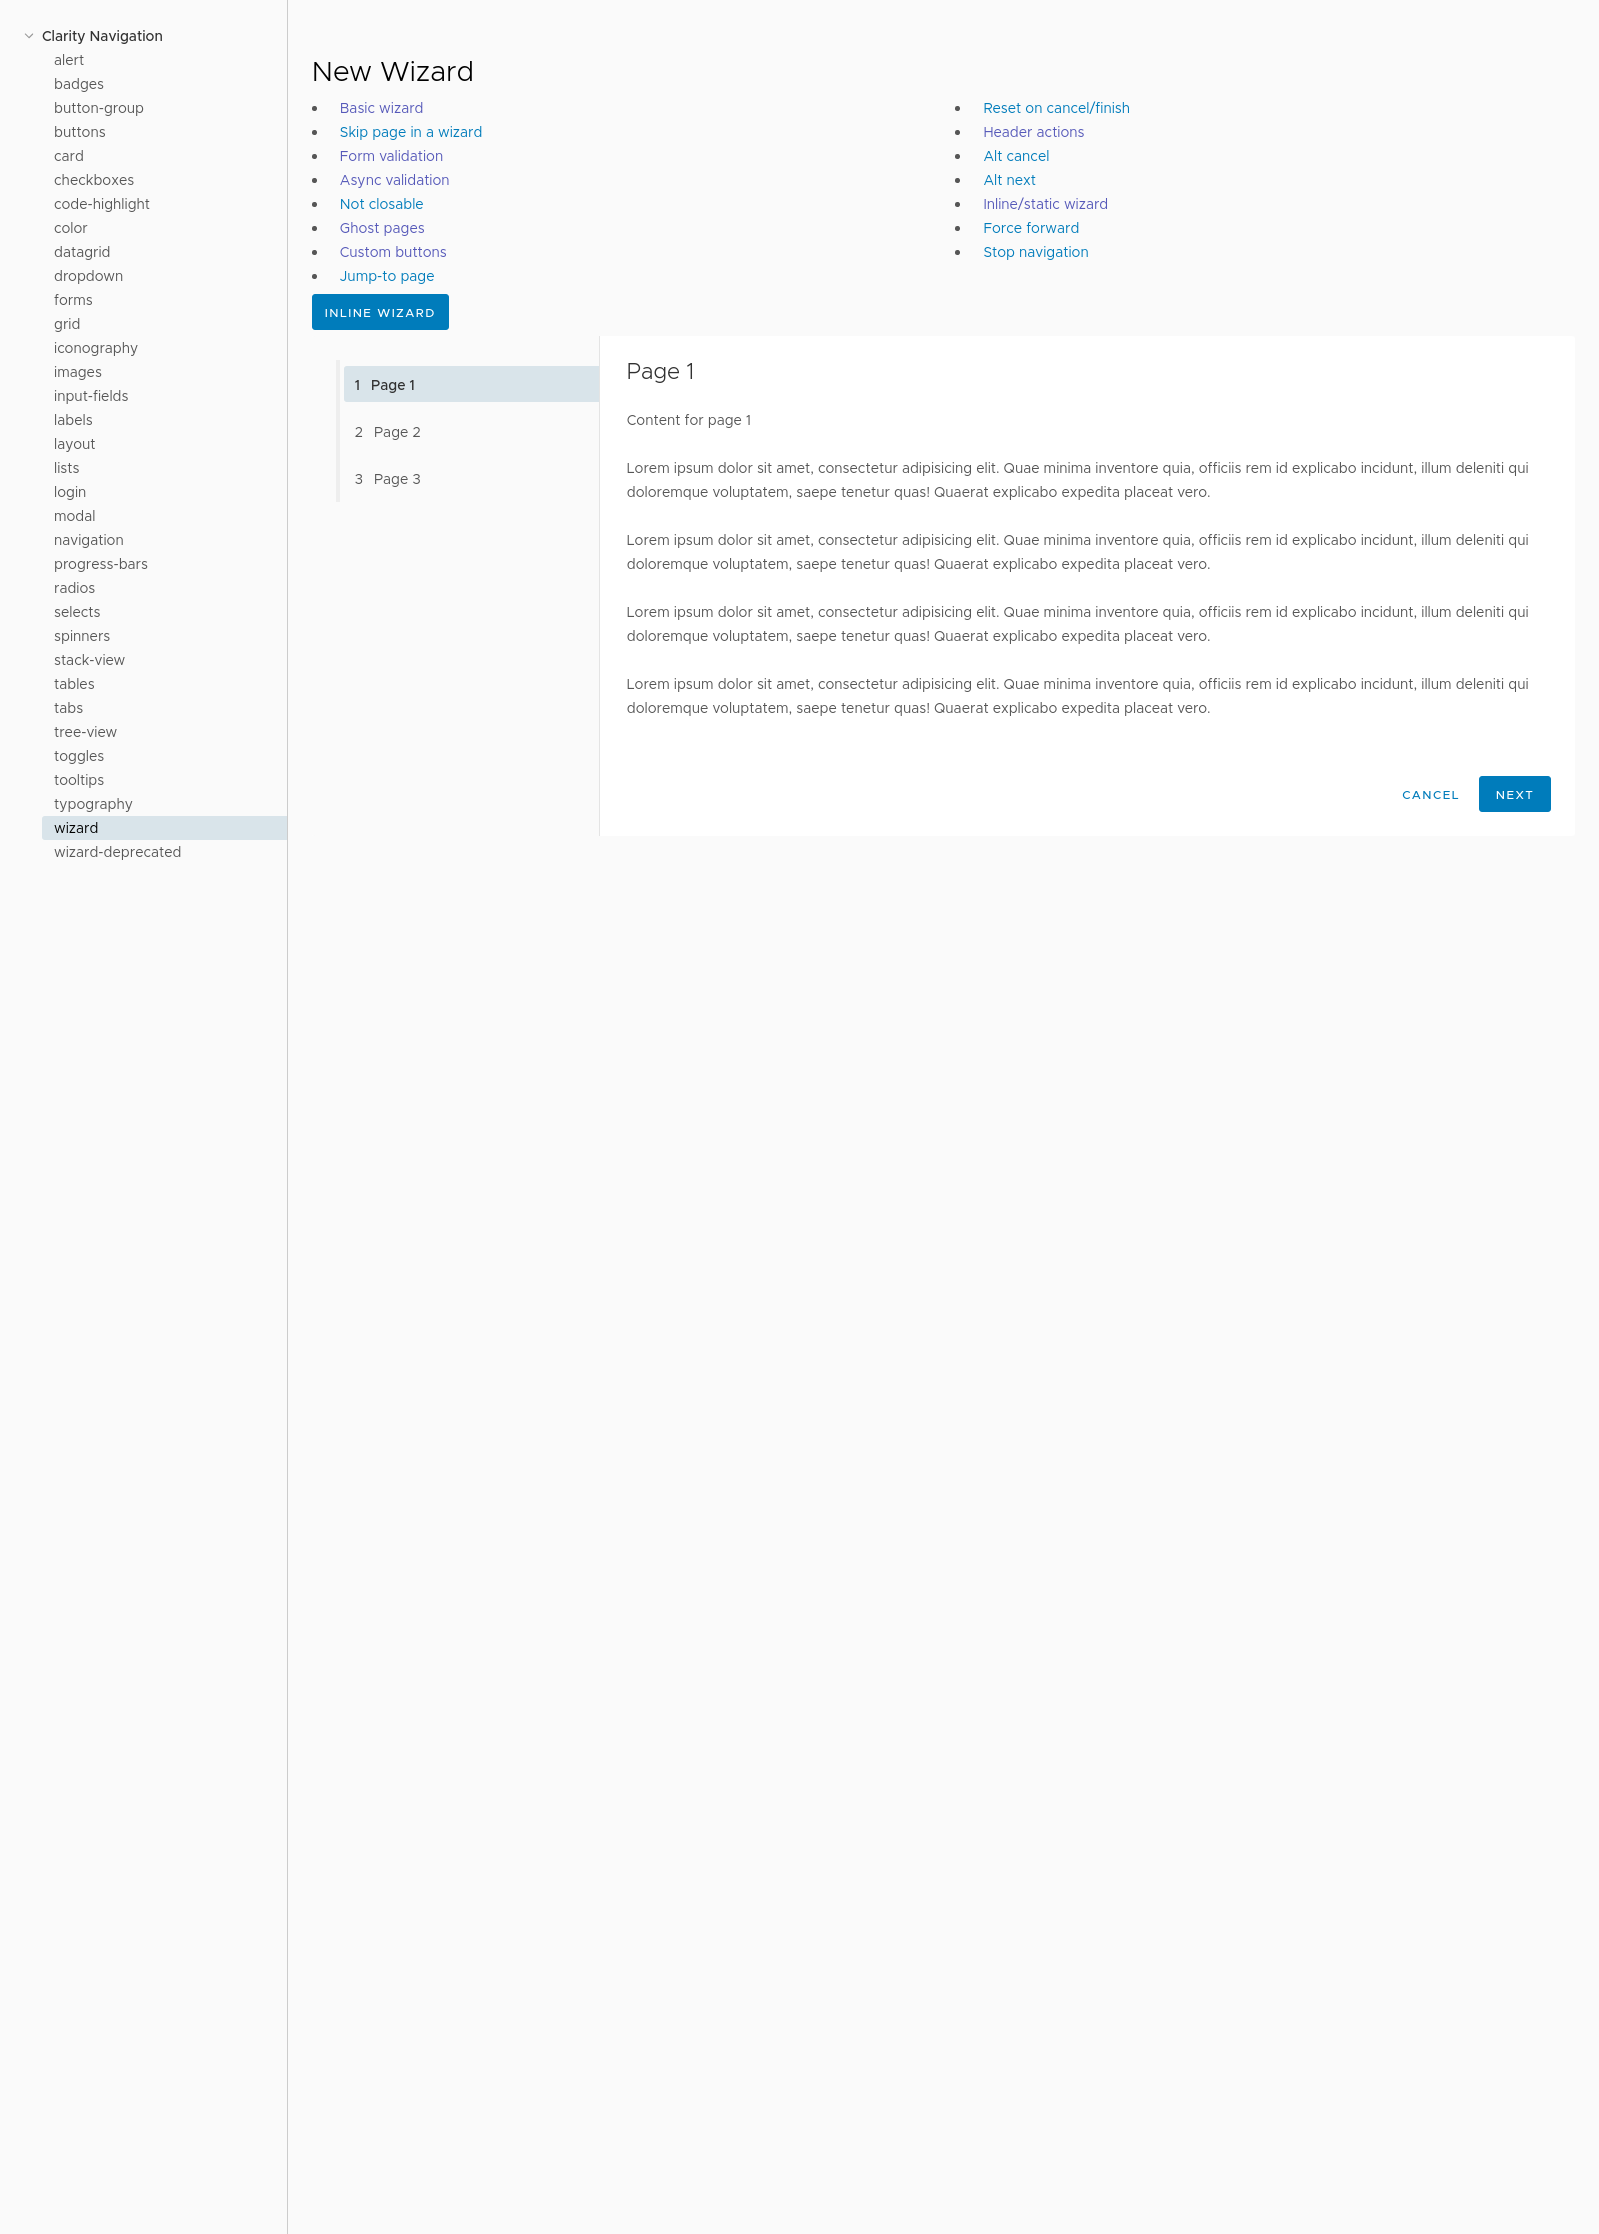 Clarity Navigation
alert
badges
button-group
buttons
card
checkboxes
code-highlight
color
datagrid
dropdown
forms
grid
iconography
images
input-fields
labels
layout
lists
login
modal
navigation
progress-bars
radios
selects
spinners
stack-view
tables
tabs
tree-view
toggles
tooltips
typography
wizard
wizard-deprecated
New Wizard
Basic wizard
Skip page in a wizard
Form validation
Async validation
Not closable
Ghost pages
Custom buttons
Jump-to page
Reset on cancel/finish
Header actions
Alt cancel
Alt next
Inline/static wizard
Force forward
Stop navigation
INLINE WIZARD
1 Page 1
2 Page 2
3 Page 3
Page 1
Content for page 1
Lorem ipsum dolor sit amet, consectetur adipisicing elit. Quae minima inventore quia, officiis rem id explicabo incidunt, illum deleniti qui
doloremque voluptatem, saepe tenetur quas! Quaerat explicabo expedita placeat vero.
Lorem ipsum dolor sit amet, consectetur adipisicing elit. Quae minima inventore quia, officiis rem id explicabo incidunt, illum deleniti qui
doloremque voluptatem, saepe tenetur quas! Quaerat explicabo expedita placeat vero.
Lorem ipsum dolor sit amet, consectetur adipisicing elit. Quae minima inventore quia, officiis rem id explicabo incidunt, illum deleniti qui
doloremque voluptatem, saepe tenetur quas! Quaerat explicabo expedita placeat vero.
Lorem ipsum dolor sit amet, consectetur adipisicing elit. Quae minima inventore quia, officiis rem id explicabo incidunt, illum deleniti qui
doloremque voluptatem, saepe tenetur quas! Quaerat explicabo expedita placeat vero.
CANCEL NEXT